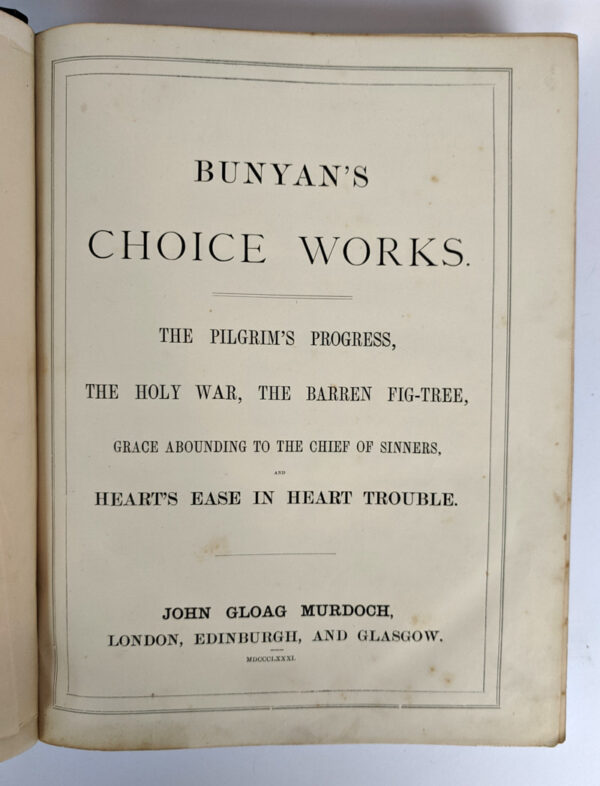 BUNYAN'S
CHOICE WORKS.
THE PILGRIM'S PROGRESS,
THE HOLY WAR, THE BARREN FIG-TREE,
GRACE ABOUNDING TO THE CHIEF OF SINNERS,
AND
HEART'S EASE IN HEART TROUBLE.
JOHN GLOAG MURDOCH,
LONDON, EDINBURGH, AND GLASGOW.
MDCCCLXXXI.